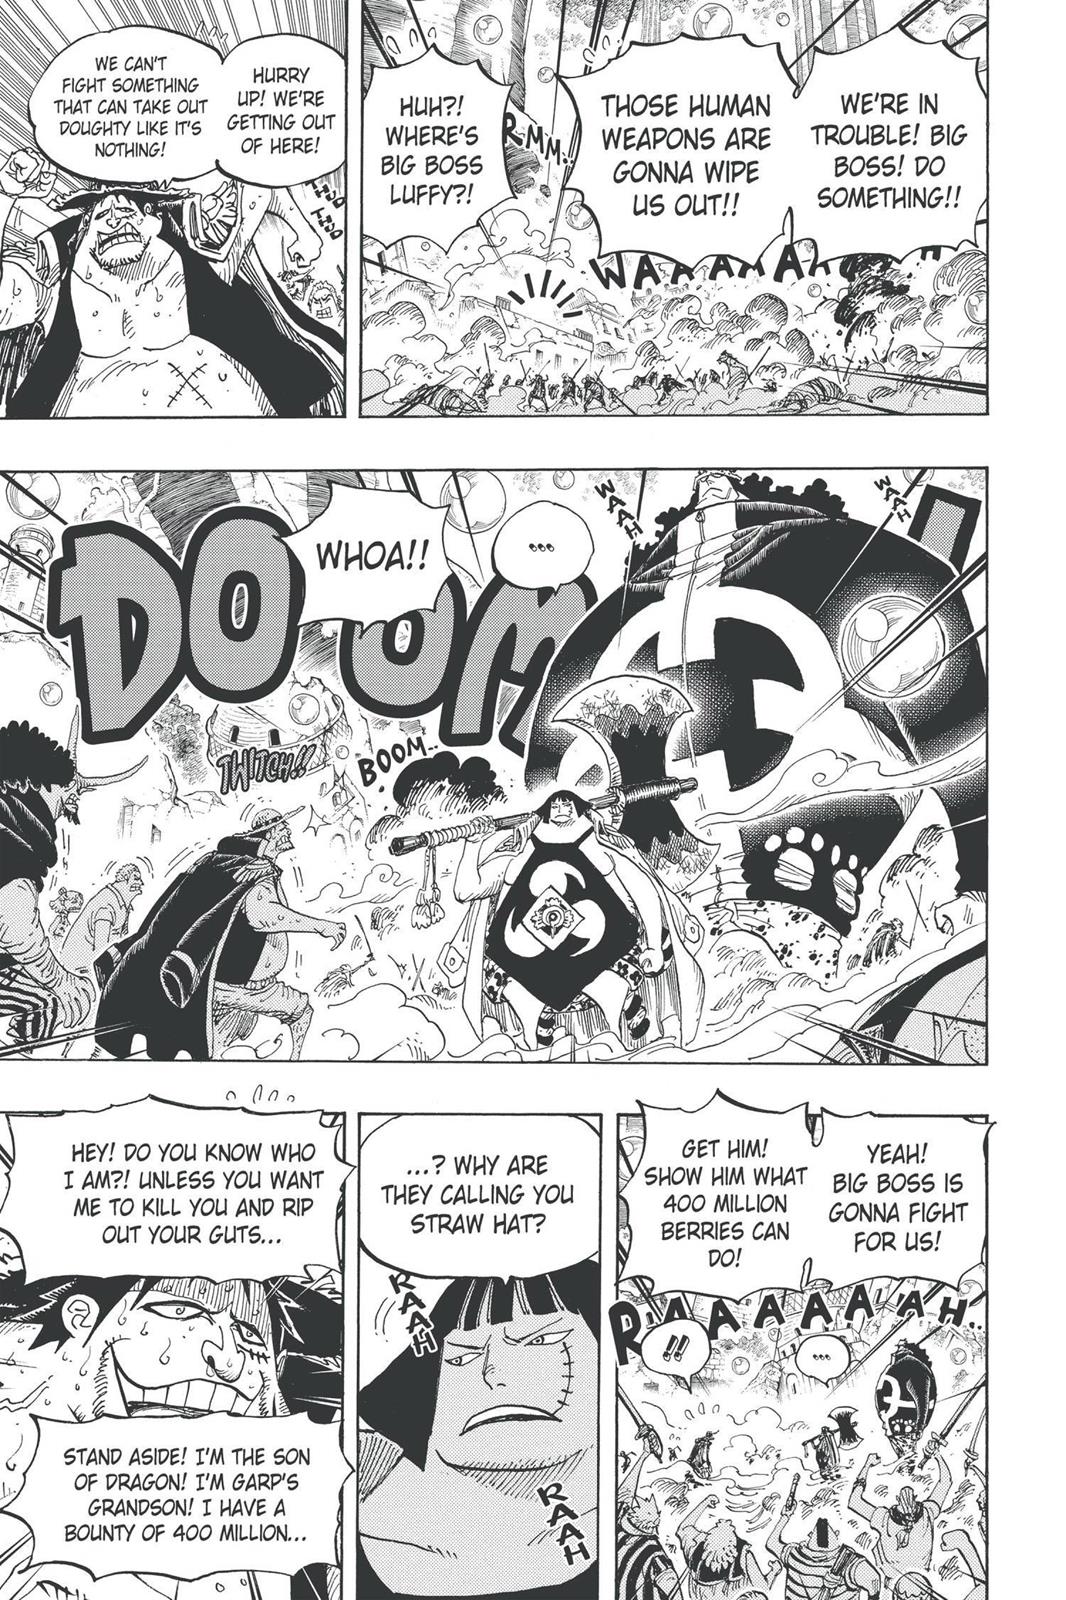 WE'RE IN
TROUBLE! BIG
BOSS! DO
SOMETHING!!
THOSE HUMAN
WEAPONS ARE
GONNA WIPE
US OUT!!
HUH?!
WHERE'S
BIG BOSS
LUFFY?!
RMM..
WAAAAAAAAAH
HURRY
UP! WE'RE
GETTING OUT
OF HERE!
WE CAN'T
FIGHT SOMETHING
THAT CAN TAKE OUT
DOUGHTY LIKE IT'S
NOTHING!
WAAH
WAAH
...
WHOA!!
DOOM!
TWITCH!!
BOOM..
YEAH!
BIG BOSS IS
GONNA FIGHT
FOR US!
GET HIM!
SHOW HIM WHAT
400 MILLION
BERRIES CAN
DO!
RAAAAAAAH..
!!
...
...? WHY ARE
THEY CALLING YOU
STRAW HAT?
RAAH
RAAH
HEY! DO YOU KNOW WHO
I AM?! UNLESS YOU WANT
ME TO KILL YOU AND RIP
OUT YOUR GUTS...
STAND ASIDE! I'M THE SON
OF DRAGON! I'M GARP'S
GRANDSON! I HAVE A
BOUNTY OF 400 MILLION...